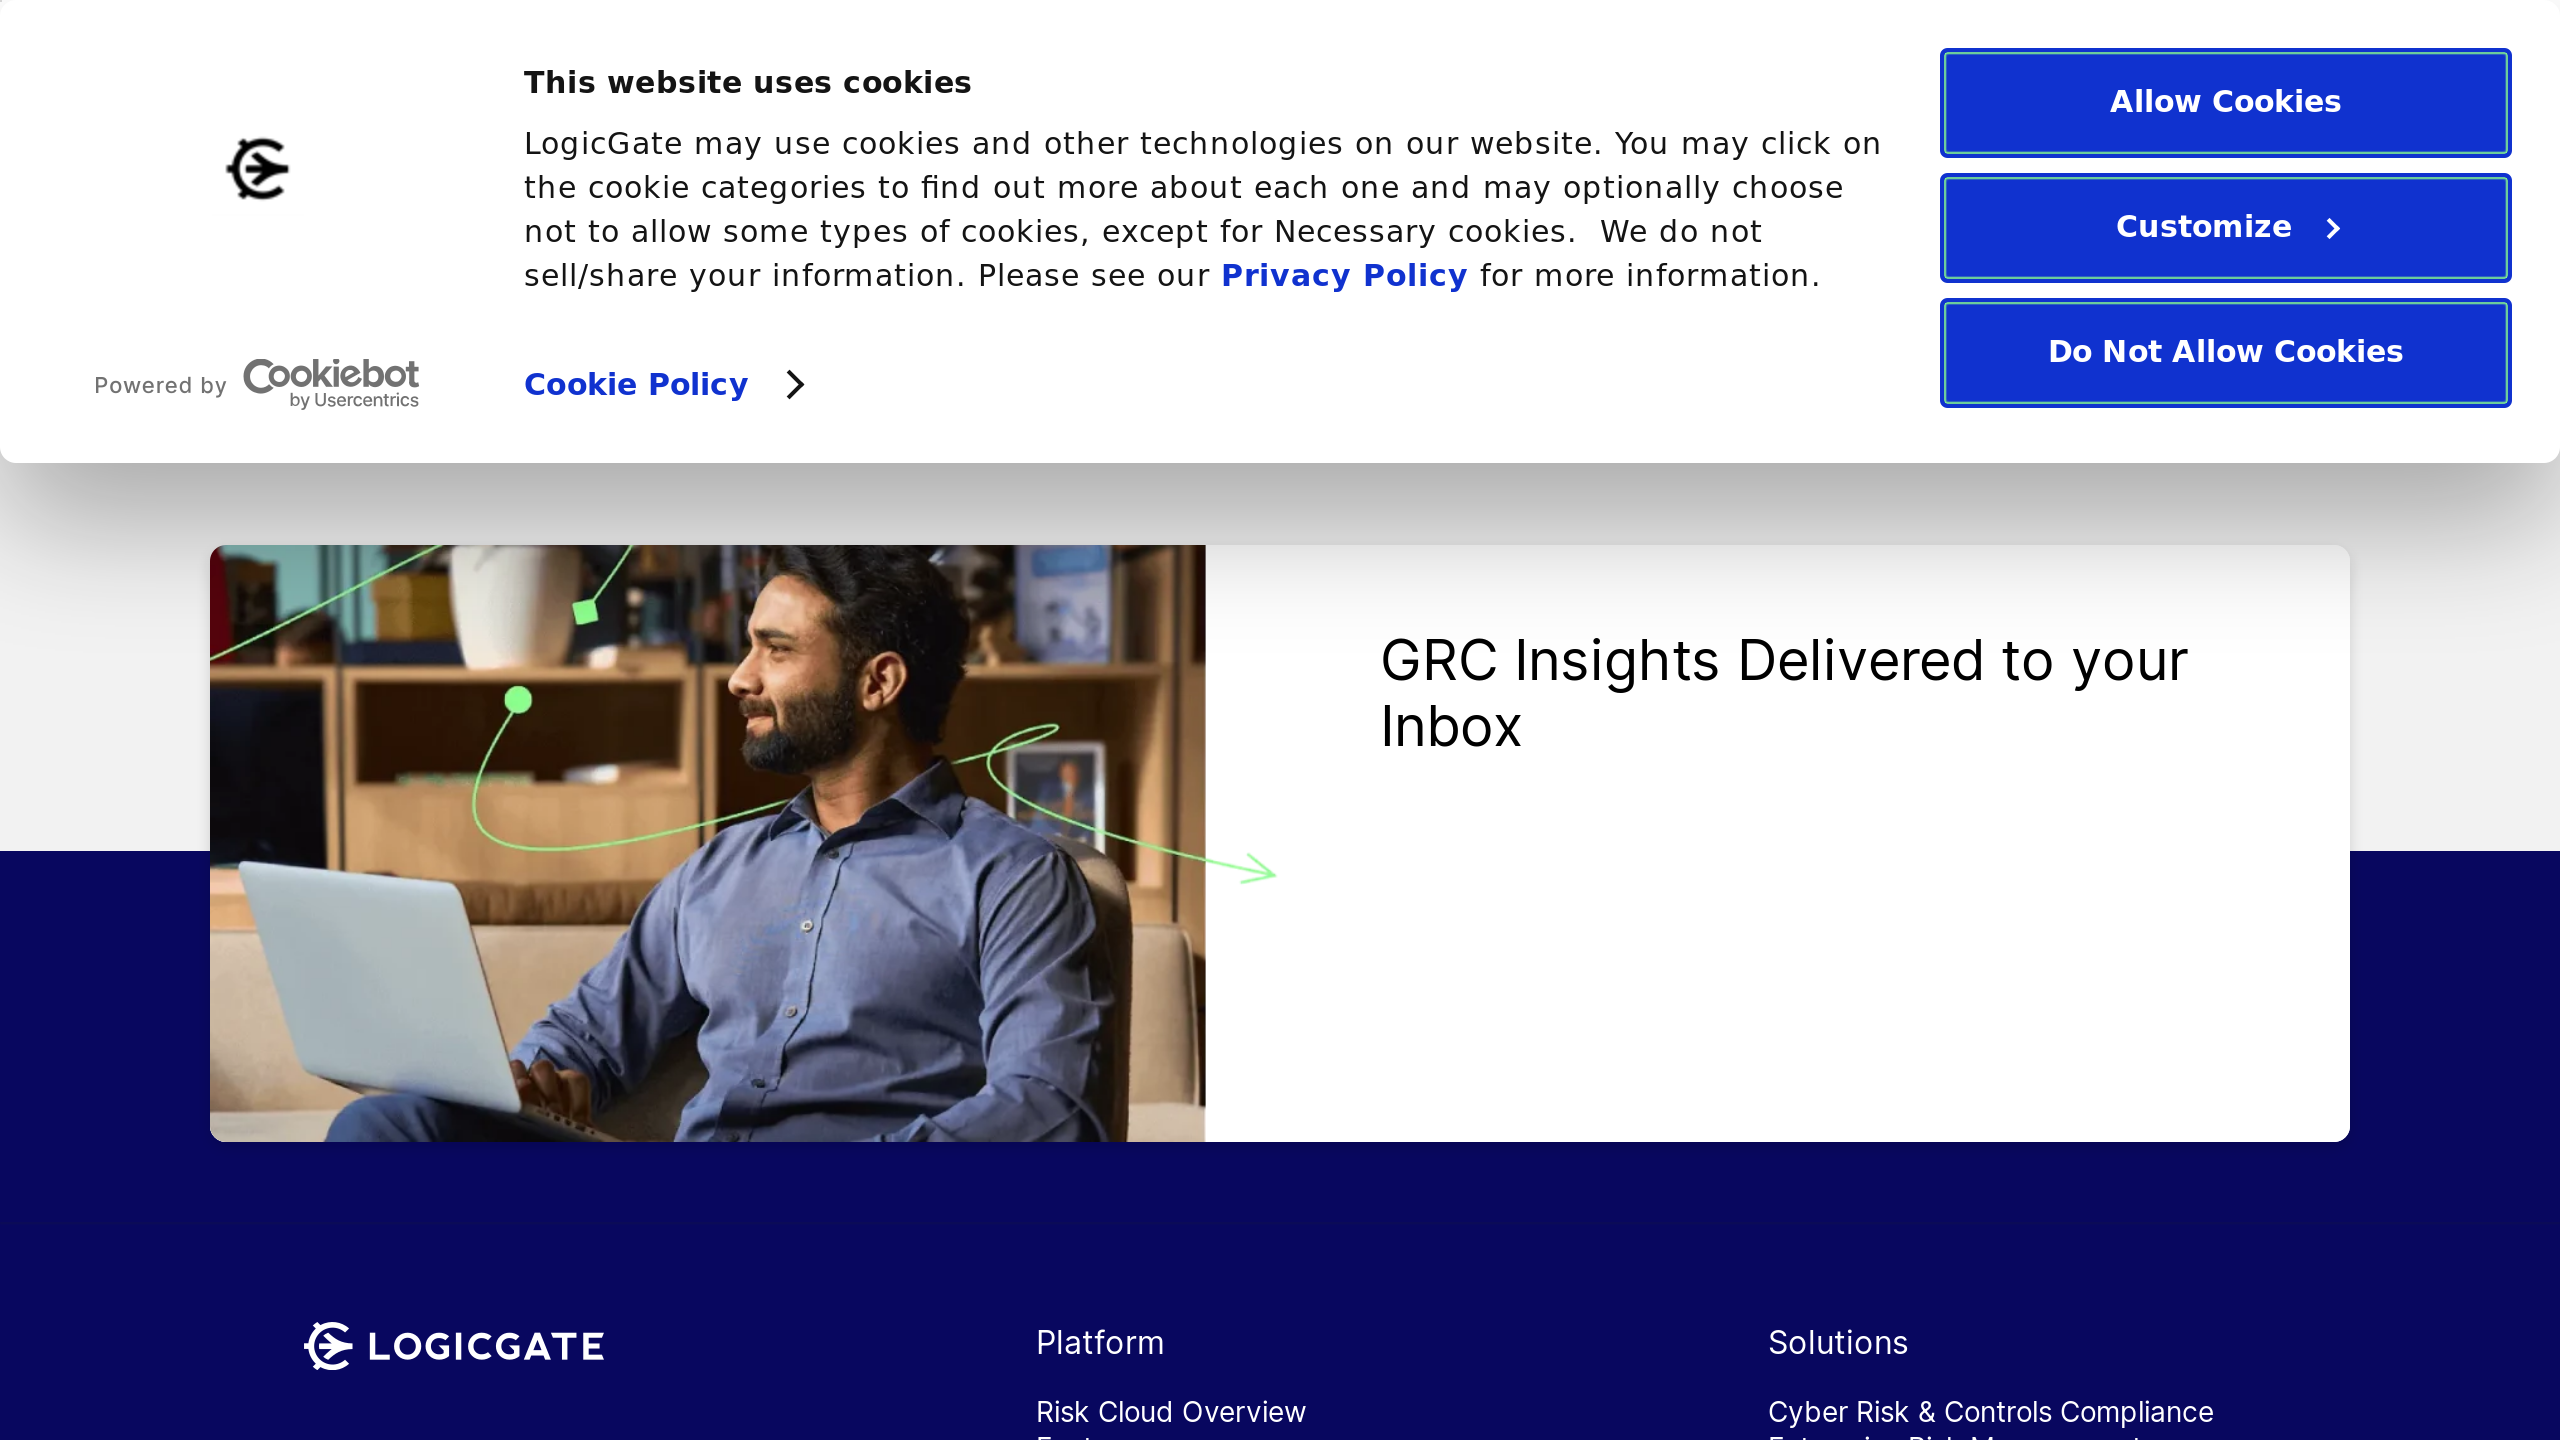 This website uses cookies
LogicGate may use cookies and other technologies on our website. You may click on
the cookie categories to find out more about each one and may optionally choose
not to allow some types of cookies, except for Necessary cookies.  We do not
sell/share your information. Please see our Privacy Policy for more information.
Powered by Cookiebot
by Usercentrics
Cookie Policy
Allow Cookies
Customize
Do Not Allow Cookies
GRC Insights Delivered to your
Inbox
LOGICGATE
Platform
Risk Cloud Overview
Solutions
Cyber Risk & Controls Compliance